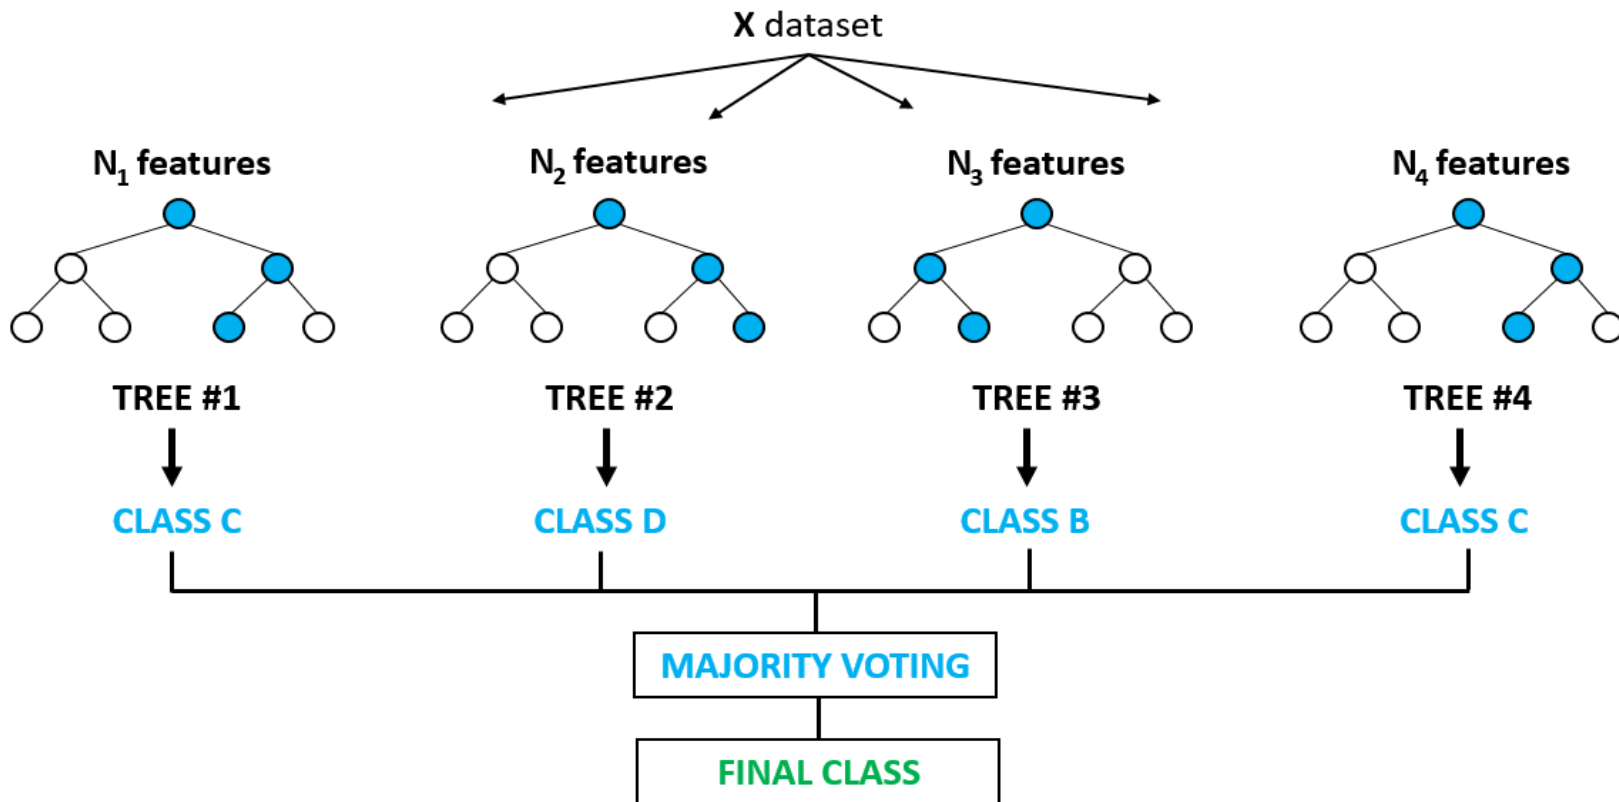 X dataset
N₁ features
N₂ features
N₃ features
N₄ features
TREE #1
TREE #2
TREE #3
TREE #4
CLASS C
CLASS D
CLASS B
CLASS C
MAJORITY VOTING
FINAL CLASS